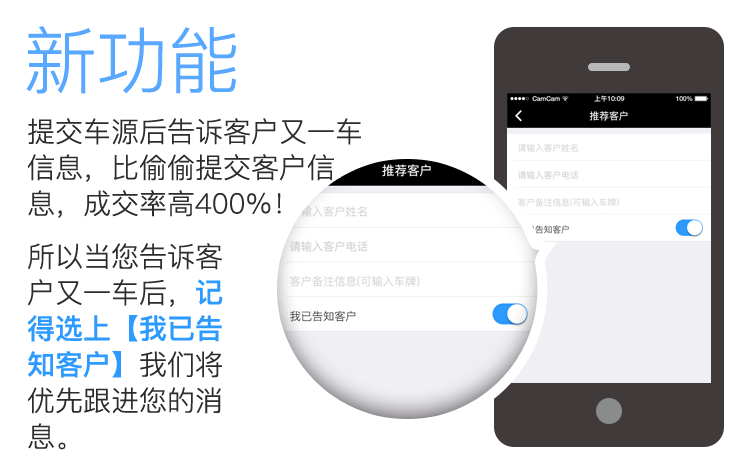 新功能
提交车源后告诉客户又一车
信息，比偷偷提交客户信
息，成交率高400%！
所以当您告诉客
户又一车后，记
得选上【我已告
知客户】我们将
优先跟进您的消
息。
推荐客户
输入客户姓名
请输入客户电话
客户备注信息(可输入车牌)
我已告知客户
CamCam 上午10:09 100%
推荐客户
请输入客户姓名
请输入客户电话
客户备注信息(可输入车牌)
告知客户